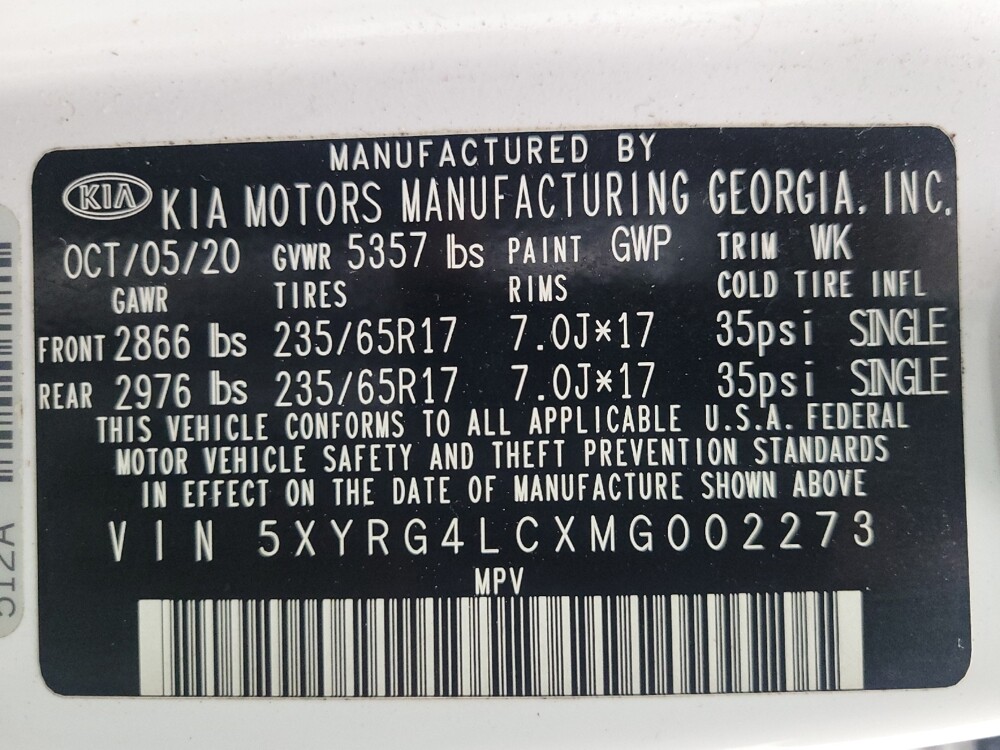 MANUFACTURED BY
KIA KIA MOTORS MANUFACTURING GEORGIA, INC.
OCT/05/20 GVWR 5357 lbs PAINT GWP TRIM WK
GAWR TIRES RIMS COLD TIRE INFL
FRONT 2866 lbs 235/65R17 7.0J*17 35psi SINGLE
REAR 2976 lbs 235/65R17 7.0J*17 35psi SINGLE
THIS VEHICLE CONFORMS TO ALL APPLICABLE U.S.A. FEDERAL
MOTOR VEHICLE SAFETY AND THEFT PREVENTION STANDARDS
IN EFFECT ON THE DATE OF MANUFACTURE SHOWN ABOVE
VIN 5XYRG4LCXMG002273
MPV
512A